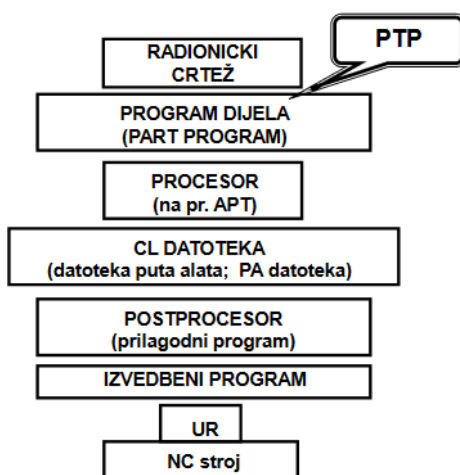 PTP
RADIONICKI
CRTEŽ
PROGRAM DIJELA
(PART PROGRAM)
PROCESOR
(na pr. APT)
CL DATOTEKA
(datoteka puta alata; PA datoteka)
POSTPROCESOR
(prilagodni program)
IZVEDBENI PROGRAM
UR
NC stroj